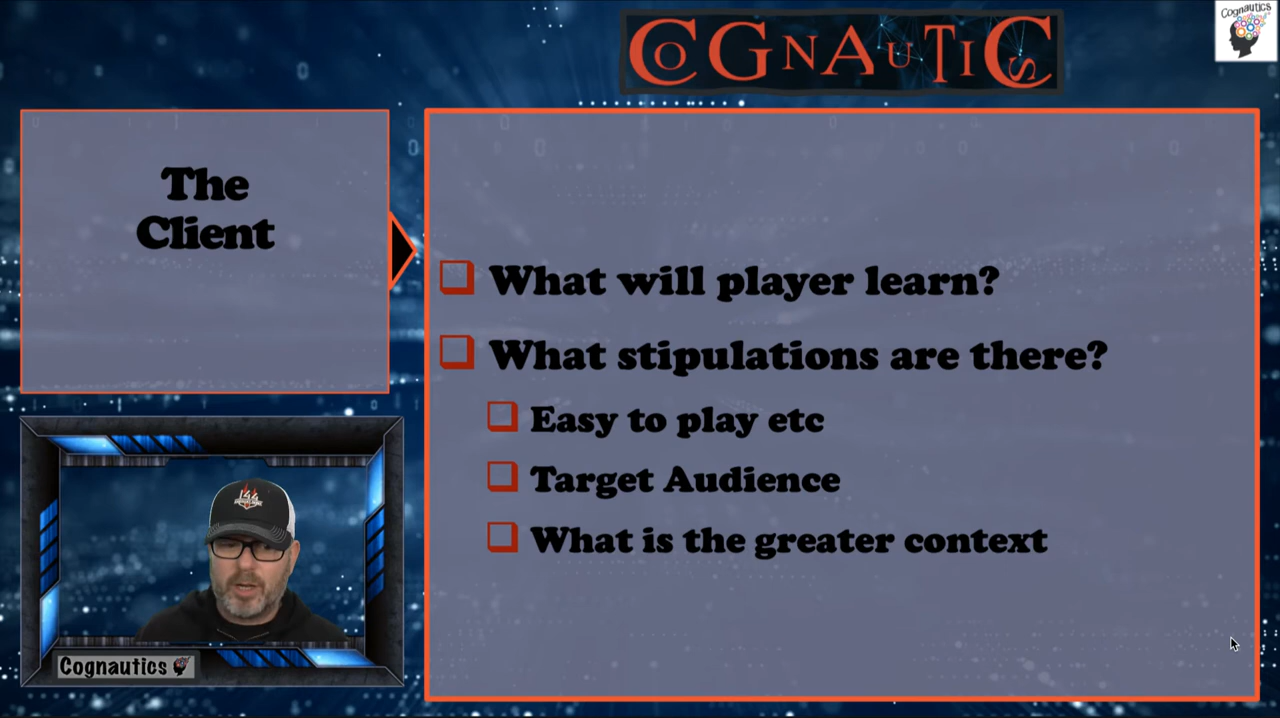 COGNAUTICS
Cognautics
The
Client
What will player learn?
What stipulations are there?
Easy to play etc
Target Audience
What is the greater context
144
Cognautics